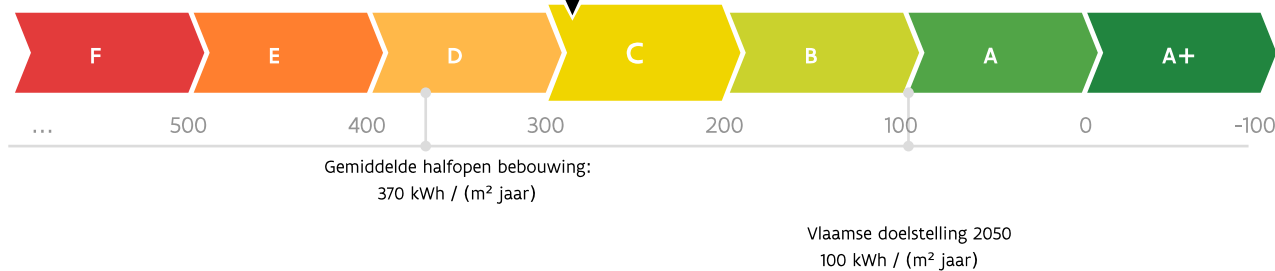 F E D C B A A+
... 500 400 300 200 100 0 -100
Gemiddelde halfopen bebouwing:
370 kWh / (m² jaar)
Vlaamse doelstelling 2050
100 kWh / (m² jaar)